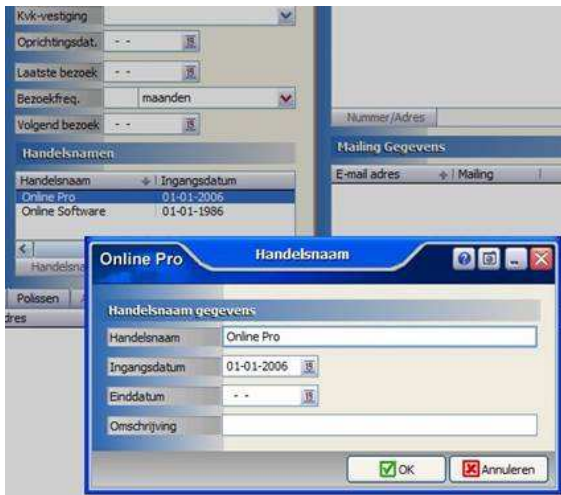 Kvk-vestiging
Oprichtingsdat. - -
Laatste bezoek - -
Bezoekfreq. maanden
Volgend bezoek - -
Nummer/Adres
Handelsnamen
Handelsnaam Ingangsdatum
Online Pro 01-01-2006
Online Software 01-01-1986
Mailing Gegevens
E-mail adres Mailing
Handelsna
Polissen
dres
Online Pro Handelsnaam
Handelsnaam gegevens
Handelsnaam Online Pro
Ingangsdatum 01-01-2006
Einddatum - -
Omschrijving
OK Annuleren